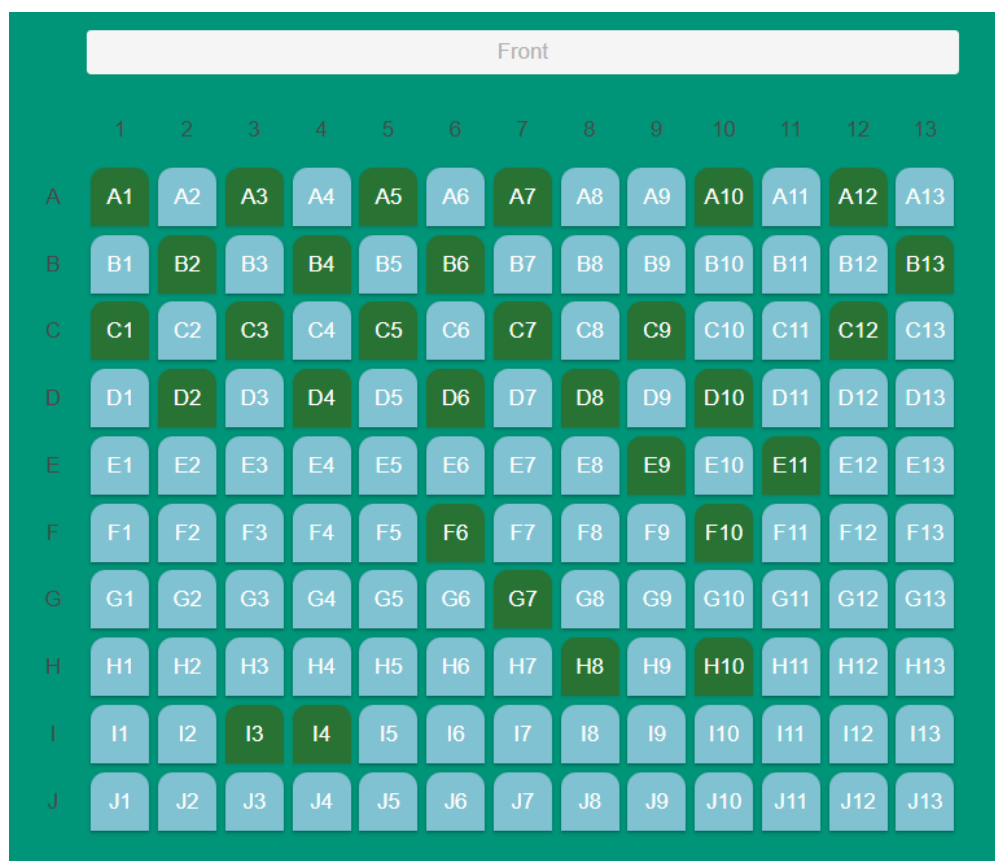 Front
1 2 3 4 5 6 7 8 9 10 11 12 13
A A1 A2 A3 A4 A5 A6 A7 A8 A9 A10 A11 A12 A13
B B1 B2 B3 B4 B5 B6 B7 B8 B9 B10 B11 B12 B13
C C1 C2 C3 C4 C5 C6 C7 C8 C9 C10 C11 C12 C13
D D1 D2 D3 D4 D5 D6 D7 D8 D9 D10 D11 D12 D13
E E1 E2 E3 E4 E5 E6 E7 E8 E9 E10 E11 E12 E13
F F1 F2 F3 F4 F5 F6 F7 F8 F9 F10 F11 F12 F13
G G1 G2 G3 G4 G5 G6 G7 G8 G9 G10 G11 G12 G13
H H1 H2 H3 H4 H5 H6 H7 H8 H9 H10 H11 H12 H13
I I1 I2 I3 I4 I5 I6 I7 I8 I9 I10 I11 I12 I13
J J1 J2 J3 J4 J5 J6 J7 J8 J9 J10 J11 J12 J13